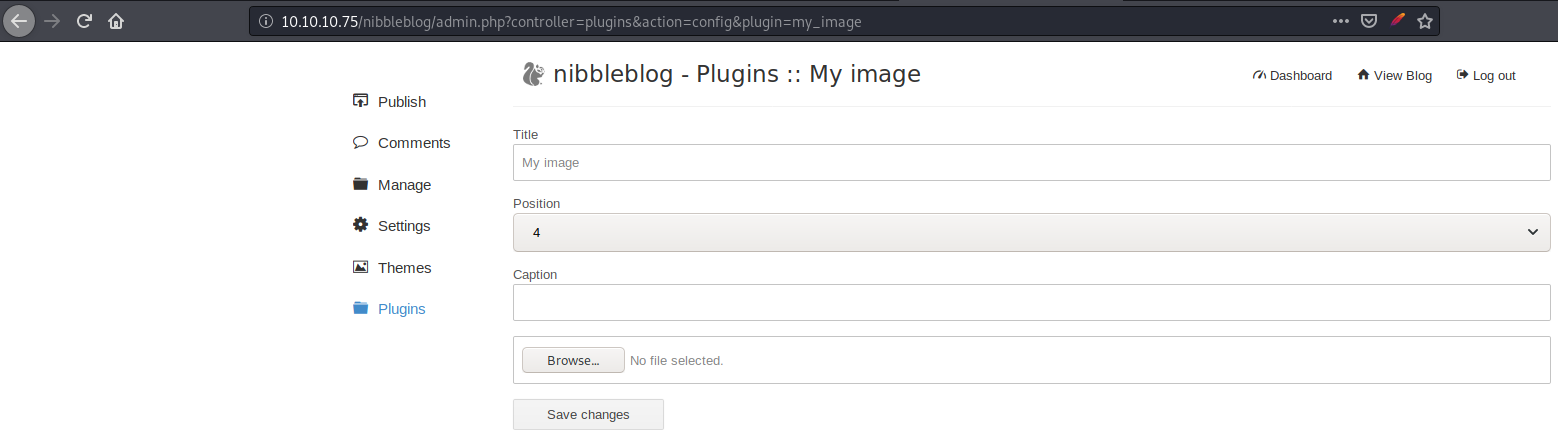 10.10.10.75/nibbleblog/admin.php?controller=plugins&action=config&plugin=my_image
nibbleblog - Plugins :: My image
Dashboard View Blog Log out
Publish
Comments
Manage
Settings
Themes
Plugins
Title
My image
Position
4
Caption
Browse... No file selected.
Save changes